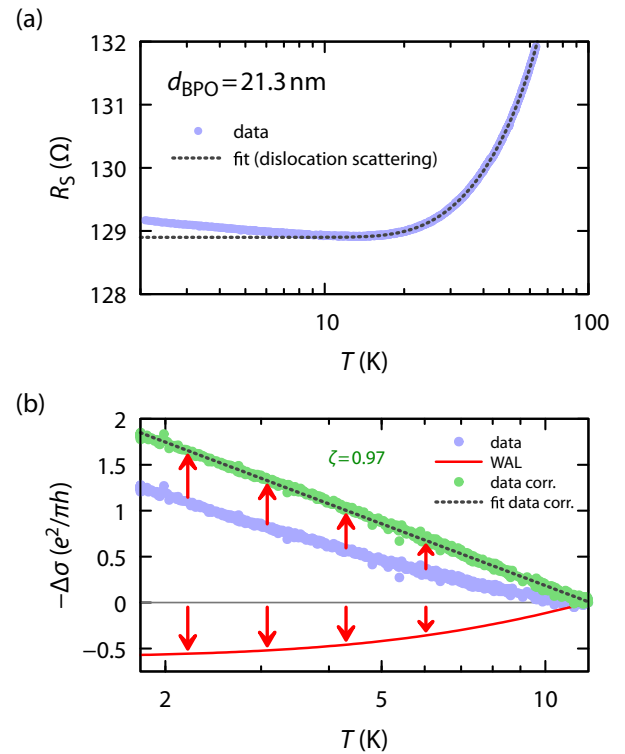 (a)
132
131
130
129
128
R_S (Ω)
d_BPO = 21.3 nm
data
fit (dislocation scattering)
10
100
T (K)
(b)
2
1.5
1
0.5
0
−0.5
−Δσ (e²/πh)
ζ=0.97
data
WAL
data corr.
fit data corr.
2
5
10
T (K)